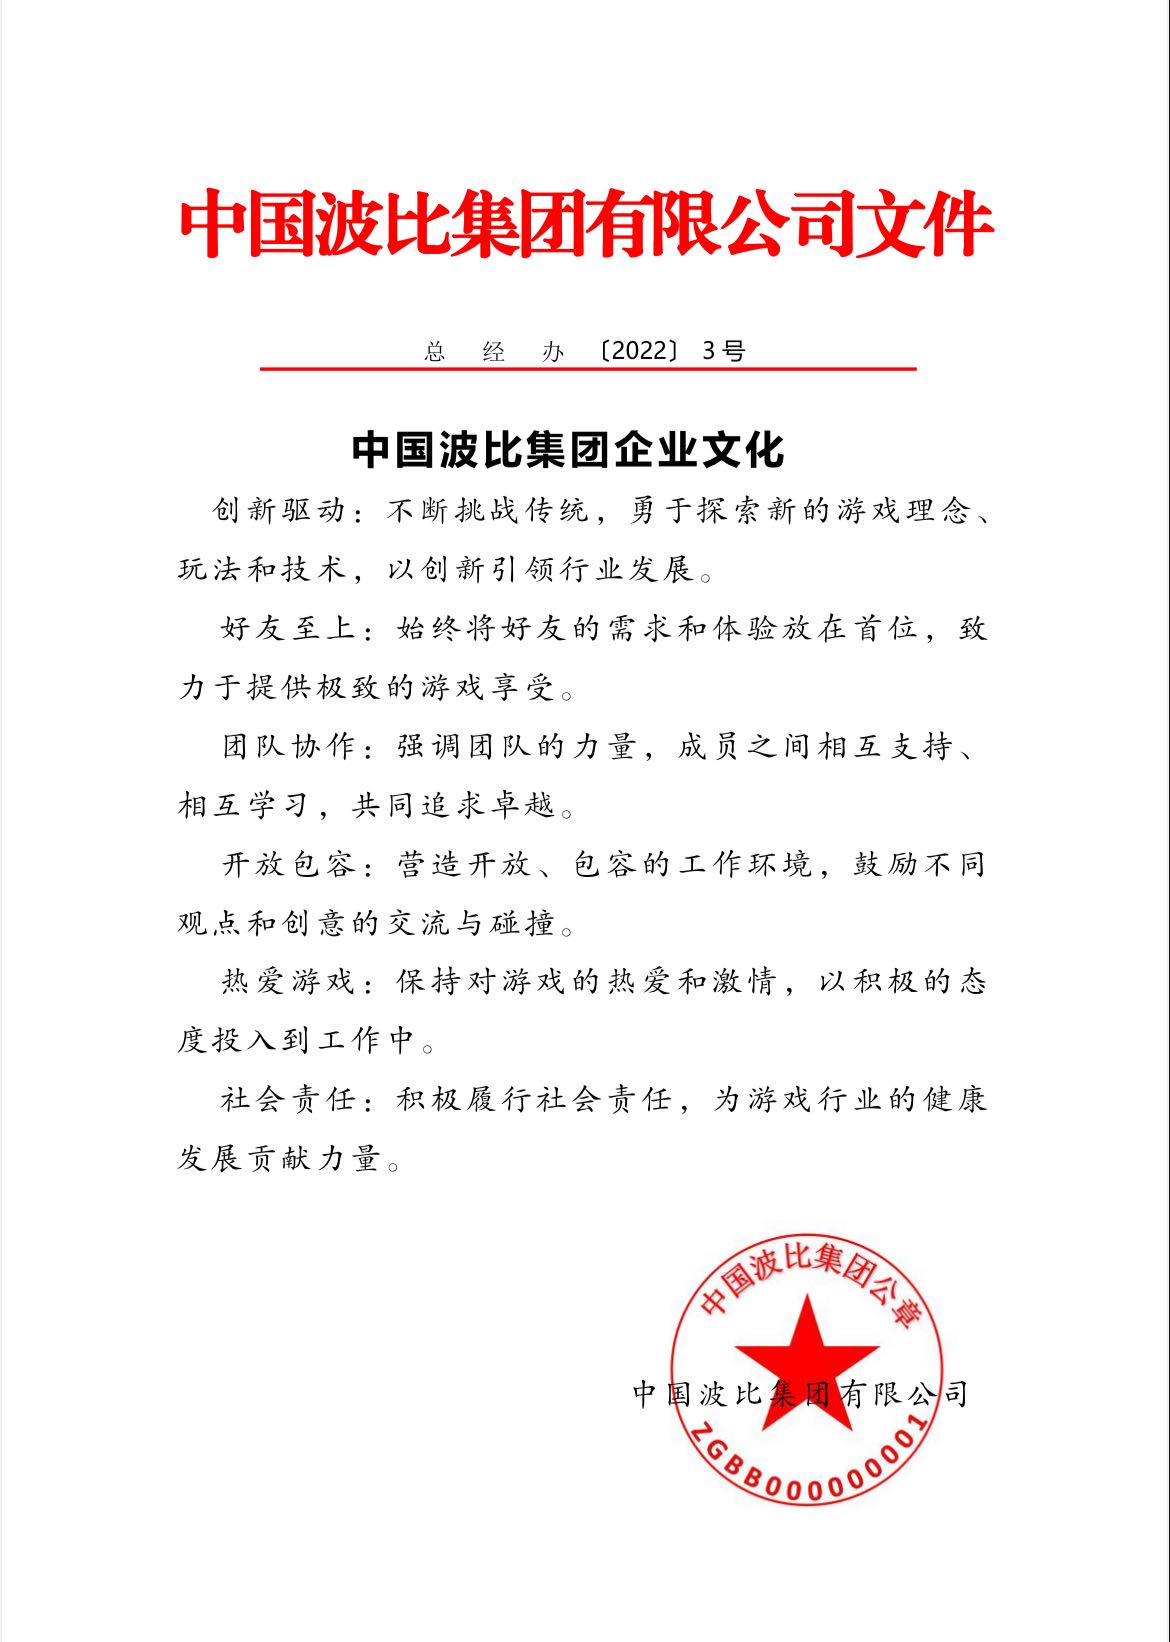 中国波比集团有限公司文件
总 经 办 〔2022〕 3 号
中国波比集团企业文化
创新驱动：不断挑战传统，勇于探索新的游戏理念、
玩法和技术，以创新引领行业发展。
好友至上：始终将好友的需求和体验放在首位，致
力于提供极致的游戏享受。
团队协作：强调团队的力量，成员之间相互支持、
相互学习，共同追求卓越。
开放包容：营造开放、包容的工作环境，鼓励不同
观点和创意的交流与碰撞。
热爱游戏：保持对游戏的热爱和激情，以积极的态
度投入到工作中。
社会责任：积极履行社会责任，为游戏行业的健康
发展贡献力量。
中国波比集团公章
中国波比集团有限公司
ZGBB000000001